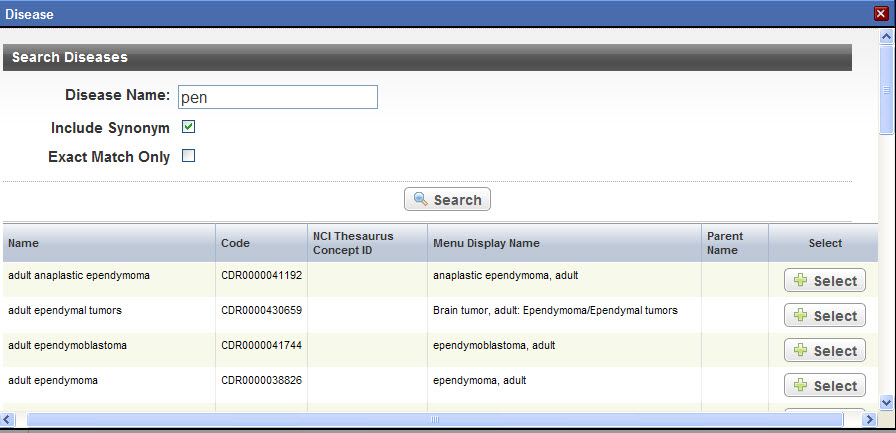 Disease
Search Diseases
Disease Name: pen
Include Synonym
Exact Match Only
Search
Name Code NCI Thesaurus Concept ID Menu Display Name Parent Name Select
adult anaplastic ependymoma CDR0000041192 anaplastic ependymoma, adult Select
adult ependymal tumors CDR0000430659 Brain tumor, adult: Ependymoma/Ependymal tumors Select
adult ependymoblastoma CDR0000041744 ependymoblastoma, adult Select
adult ependymoma CDR0000038826 ependymoma, adult Select